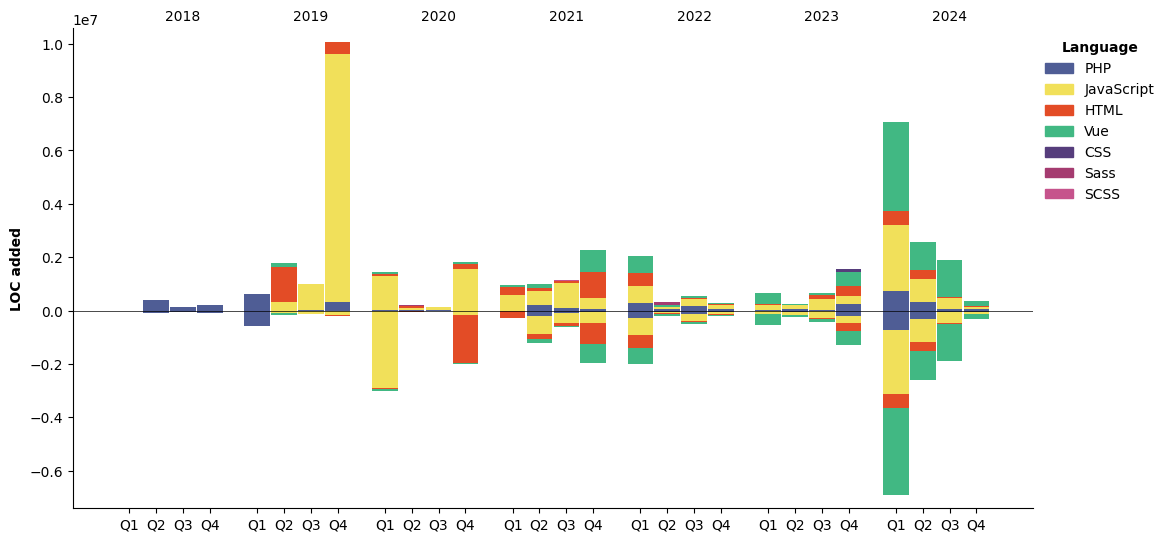 1e7
2018 2019 2020 2021 2022 2023 2024
LOC added
1.0
0.8
0.6
0.4
0.2
0.0
−0.2
−0.4
−0.6
Q1 Q2 Q3 Q4 Q1 Q2 Q3 Q4 Q1 Q2 Q3 Q4 Q1 Q2 Q3 Q4 Q1 Q2 Q3 Q4 Q1 Q2 Q3 Q4 Q1 Q2 Q3 Q4
Language
PHP
JavaScript
HTML
Vue
CSS
Sass
SCSS